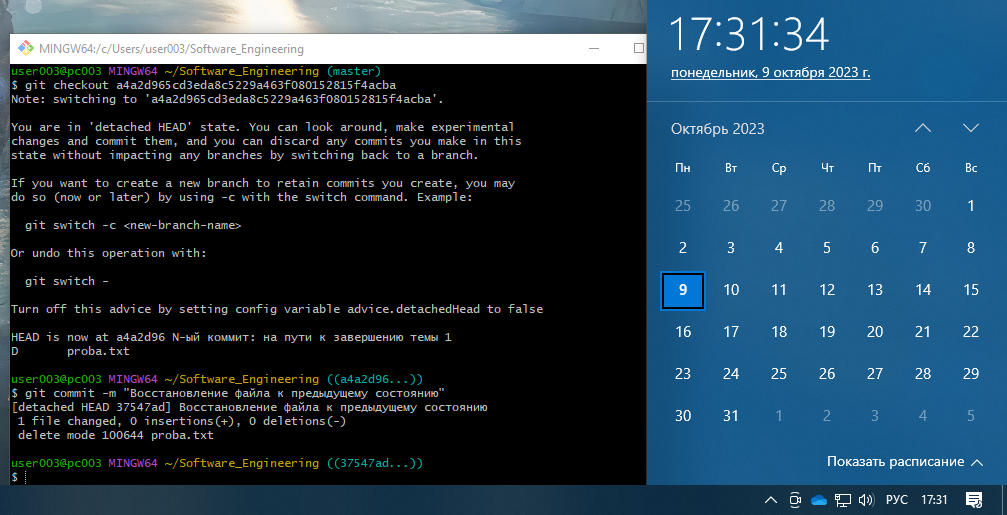 MINGW64:/c/Users/user003/Software_Engineering
user003@pc003 MINGW64 ~/Software_Engineering (master)
$ git checkout a4a2d965cd3eda8c5229a463f080152815f4acba
Note: switching to 'a4a2d965cd3eda8c5229a463f080152815f4acba'.
You are in 'detached HEAD' state. You can look around, make experimental
changes and commit them, and you can discard any commits you make in this
state without impacting any branches by switching back to a branch.
If you want to create a new branch to retain commits you create, you may
do so (now or later) by using -c with the switch command. Example:
git switch -c <new-branch-name>
Or undo this operation with:
git switch -
Turn off this advice by setting config variable advice.detachedHead to false
HEAD is now at a4a2d96 N-ый коммит: на пути к завершению темы 1
D proba.txt
user003@pc003 MINGW64 ~/Software_Engineering ((a4a2d96...))
$ git commit -m "Восстановление файла к предыдущему состоянию"
[detached HEAD 37547ad] Восстановление файла к предыдущему состоянию
1 file changed, 0 insertions(+), 0 deletions(-)
delete mode 100644 proba.txt
user003@pc003 MINGW64 ~/Software_Engineering ((37547ad...))
$
17:31:34
понедельник, 9 октября 2023 г.
Октябрь 2023
Пн Вт Ср Чт Пт Сб Вс
25 26 27 28 29 30 1
2 3 4 5 6 7 8
9 10 11 12 13 14 15
16 17 18 19 20 21 22
23 24 25 26 27 28 29
30 31 1 2 3 4 5
Показать расписание
РУС 17:31